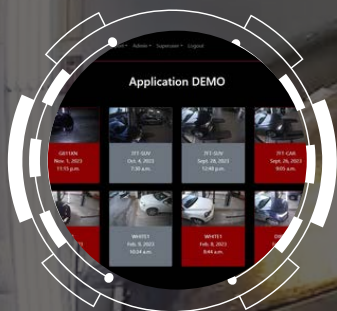 Admin Supervisor Logout
Application DEMO
GS11XN
Nov. 1, 2023
11:13 p.m.
7FT-SUV
Oct. 4, 2023
7:30 a.m.
7FT-SUV
Sept. 28, 2023
12:40 p.m.
7FT-CAR
Sept. 26, 2023
9:05 a.m.
WHITE1
Feb. 9, 2023
10:34 a.m.
WHITE1
Feb. 8, 2023
9:44 a.m.